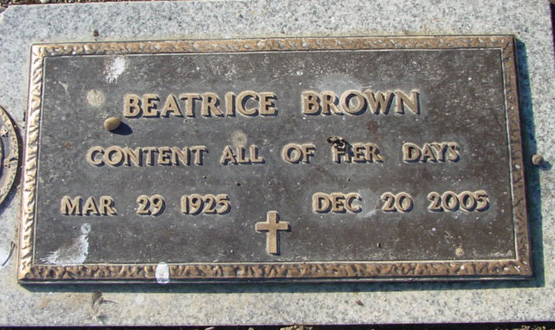 BEATRICE BROWN
CONTENT ALL OF HER DAYS
MAR 29 1925 DEC 20 2005